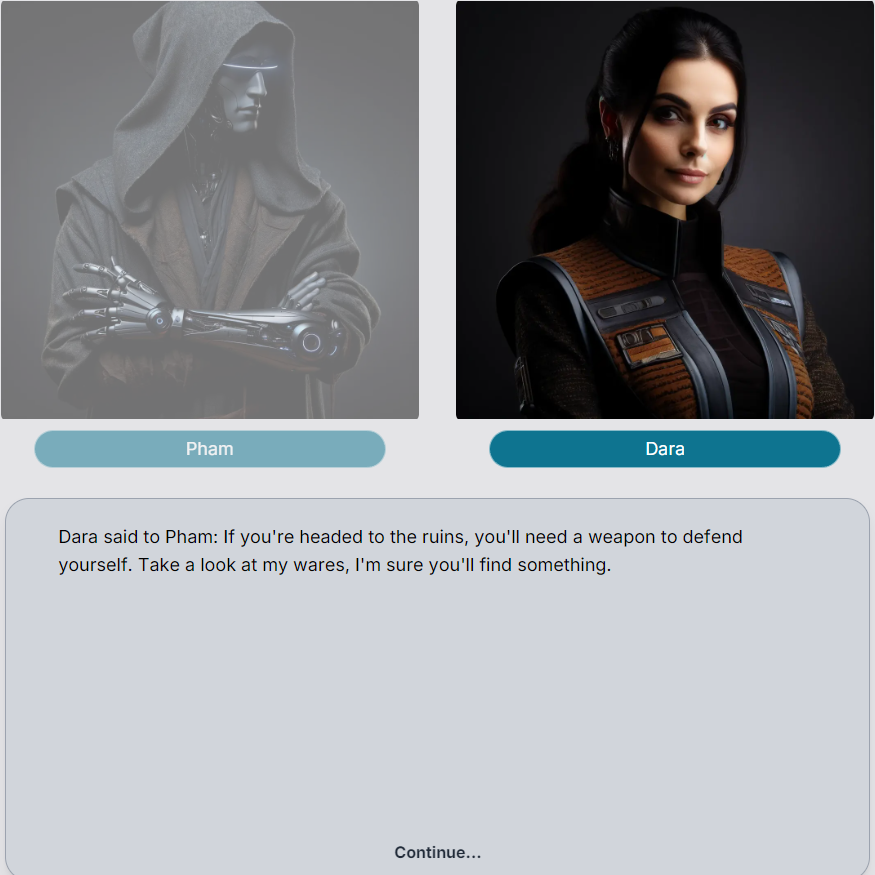 Pham
Dara
Dara said to Pham: If you're headed to the ruins, you'll need a weapon to defend
yourself. Take a look at my wares, I'm sure you'll find something.
Continue...